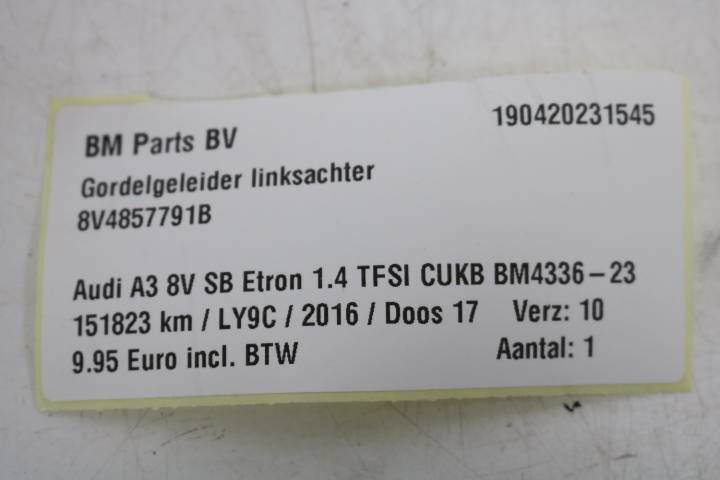 BM Parts BV 190420231545
Gordelgeleider linksachter
8V4857791B
Audi A3 8V SB Etron 1.4 TFSI CUKB BM4336-23
151823 km / LY9C / 2016 / Doos 17 Verz: 10
9.95 Euro incl. BTW Aantal: 1